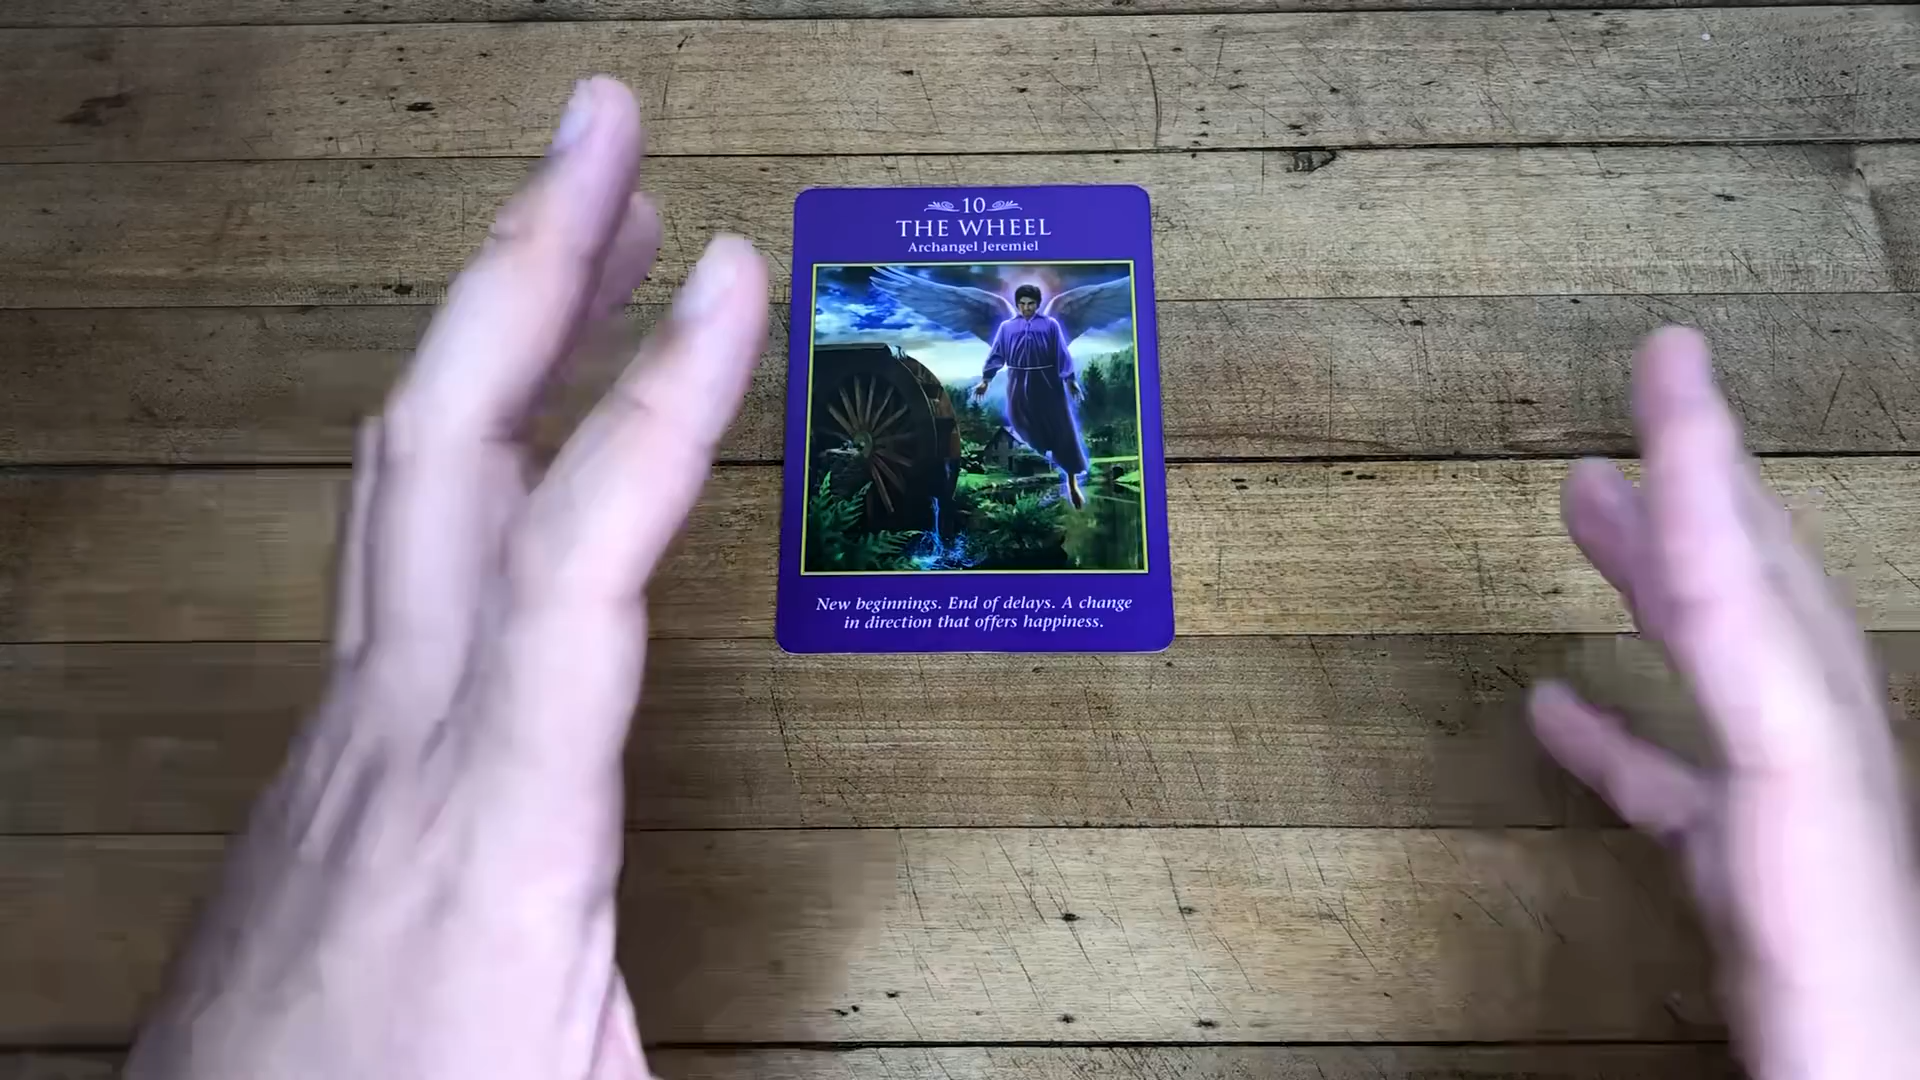 10
THE WHEEL
Archangel Jeremiel
New beginnings. End of delays. A change
in direction that offers happiness.